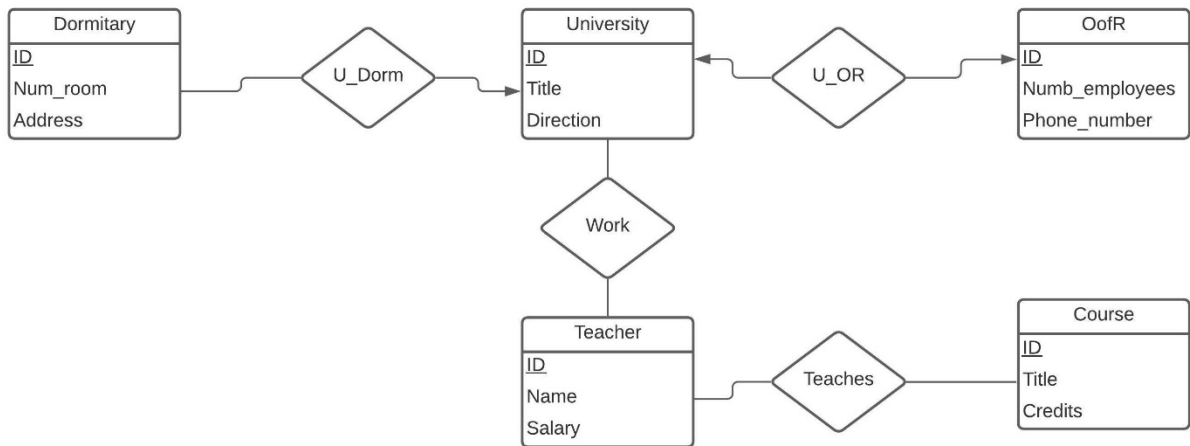 Dormitary
ID
Num_room
Address
U_Dorm
University
ID
Title
Direction
U_OR
OofR
ID
Numb_employees
Phone_number
Work
Teacher
ID
Name
Salary
Teaches
Course
ID
Title
Credits